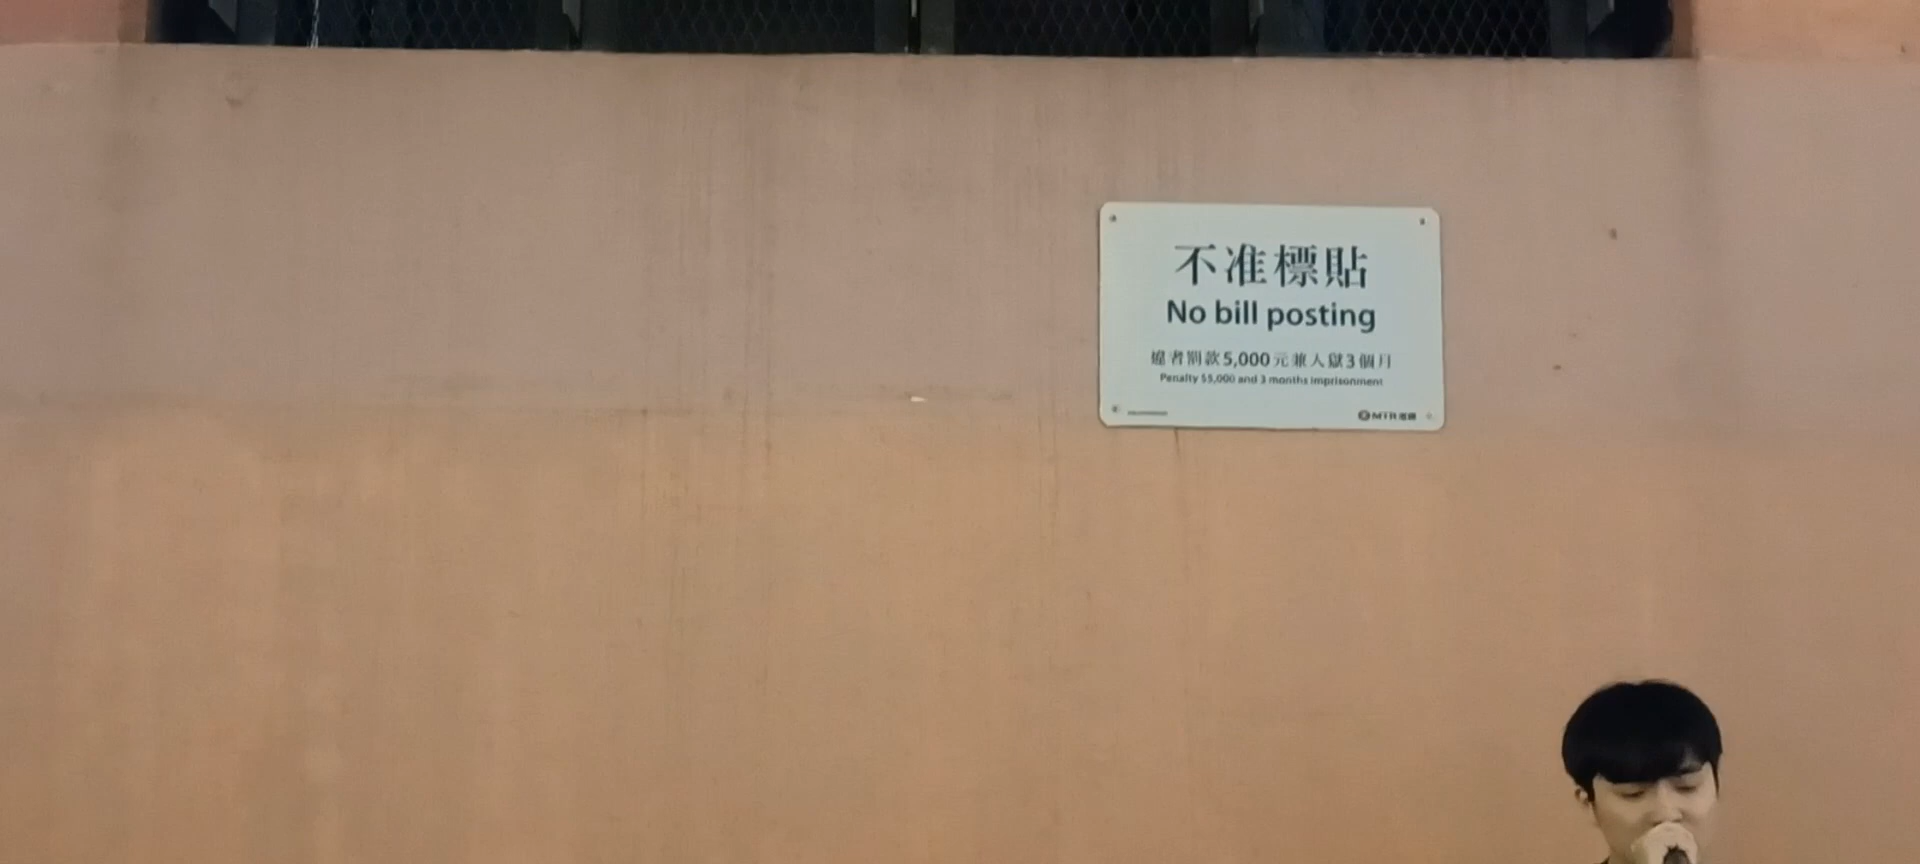 不准標貼
No bill posting
違者罰款5,000元兼入獄3個月
Penalty $5,000 and 3 months imprisonment
MTR 港鐵